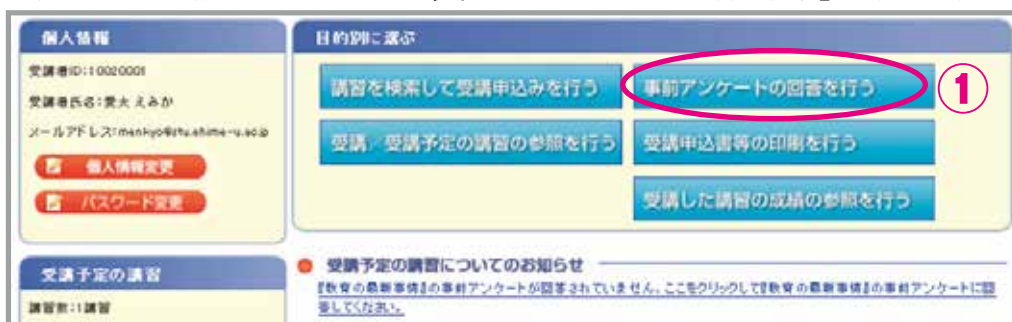 個人情報
受講者ID:10020001
受講者氏名:愛大 えみか
メールアドレス:menkyo@stu.ehime-u.ac.jp
個人情報変更
パスワード変更
受講予定の講習
講習数:1講習
目的別に選ぶ
講習を検索して受講申込みを行う
事前アンケートの回答を行う
①
受講/受講予定の講習の参照を行う
受講申込書等の印刷を行う
受講した講習の成績の参照を行う
受講予定の講習についてのお知らせ
『教育の最新事情』の事前アンケートが回答されていません。ここをクリックして『教育の最新事情』の事前アンケートに回
答してください。